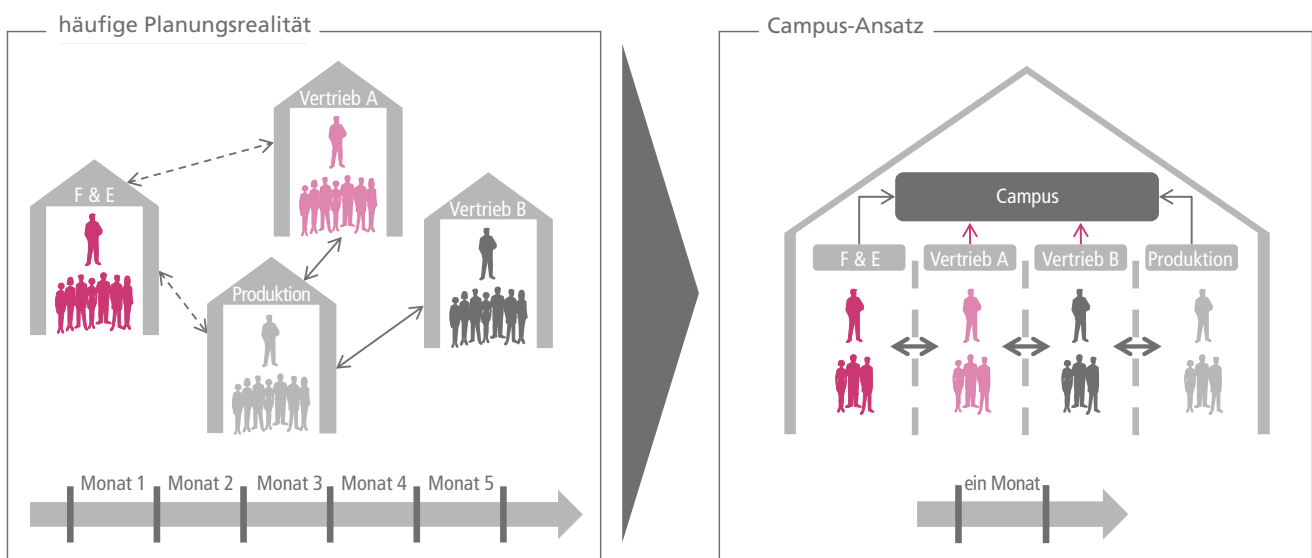 häufige Planungsrealität
Vertrieb A
F & E
Vertrieb B
Produktion
Monat 1
Monat 2
Monat 3
Monat 4
Monat 5
Campus-Ansatz
Campus
F & E
Vertrieb A
Vertrieb B
Produktion
ein Monat